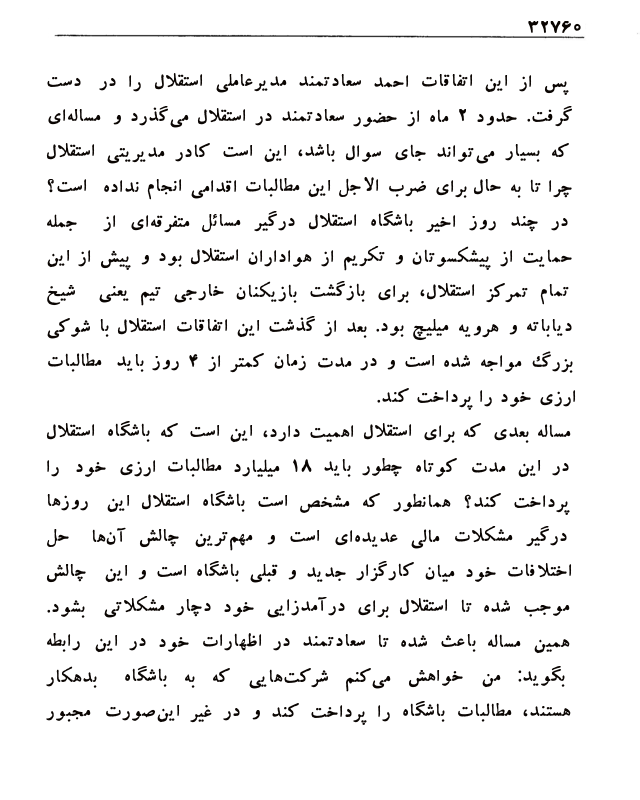 ۳۲۷۶۰
پس از این اتفاقات احمد سعادتمند مدیرعاملی استقلال را در دست
گرفت. حدود ۲ ماه از حضور سعادتمند در استقلال می‌گذرد و مساله‌ای
که بسیار می‌تواند جای سوال باشد، این است کادر مدیریتی استقلال
چرا تا به حال برای ضرب الاجل این مطالبات اقدامی انجام نداده است؟
در چند روز اخیر باشگاه استقلال درگیر مسائل متفرقه‌ای از جمله
حمایت از پیشکسوتان و تکریم از هواداران استقلال بود و پیش از این
تمام تمرکز استقلال، برای بازگشت بازیکنان خارجی تیم یعنی شیخ
دیاباته و هرویه میلیچ بود. بعد از گذشت این اتفاقات استقلال با شوکی
بزرگ مواجه شده است و در مدت زمان کمتر از ۴ روز باید مطالبات
ارزی خود را پرداخت کند.
مساله بعدی که برای استقلال اهمیت دارد، این است که باشگاه استقلال
در این مدت کوتاه چطور باید ۱۸ میلیارد مطالبات ارزی خود را
پرداخت کند؟ همانطور که مشخص است باشگاه استقلال این روزها
درگیر مشکلات مالی عدیده‌ای است و مهم‌ترین چالش آن‌ها حل
اختلافات خود میان کارگزار جدید و قبلی باشگاه است و این چالش
موجب شده تا استقلال برای درآمدزایی خود دچار مشکلاتی بشود.
همین مساله باعث شده تا سعادتمند در اظهارات خود در این رابطه
بگوید: من خواهش می‌کنم شرکت‌هایی که به باشگاه بدهکار
هستند، مطالبات باشگاه را پرداخت کند و در غیر این‌صورت مجبور